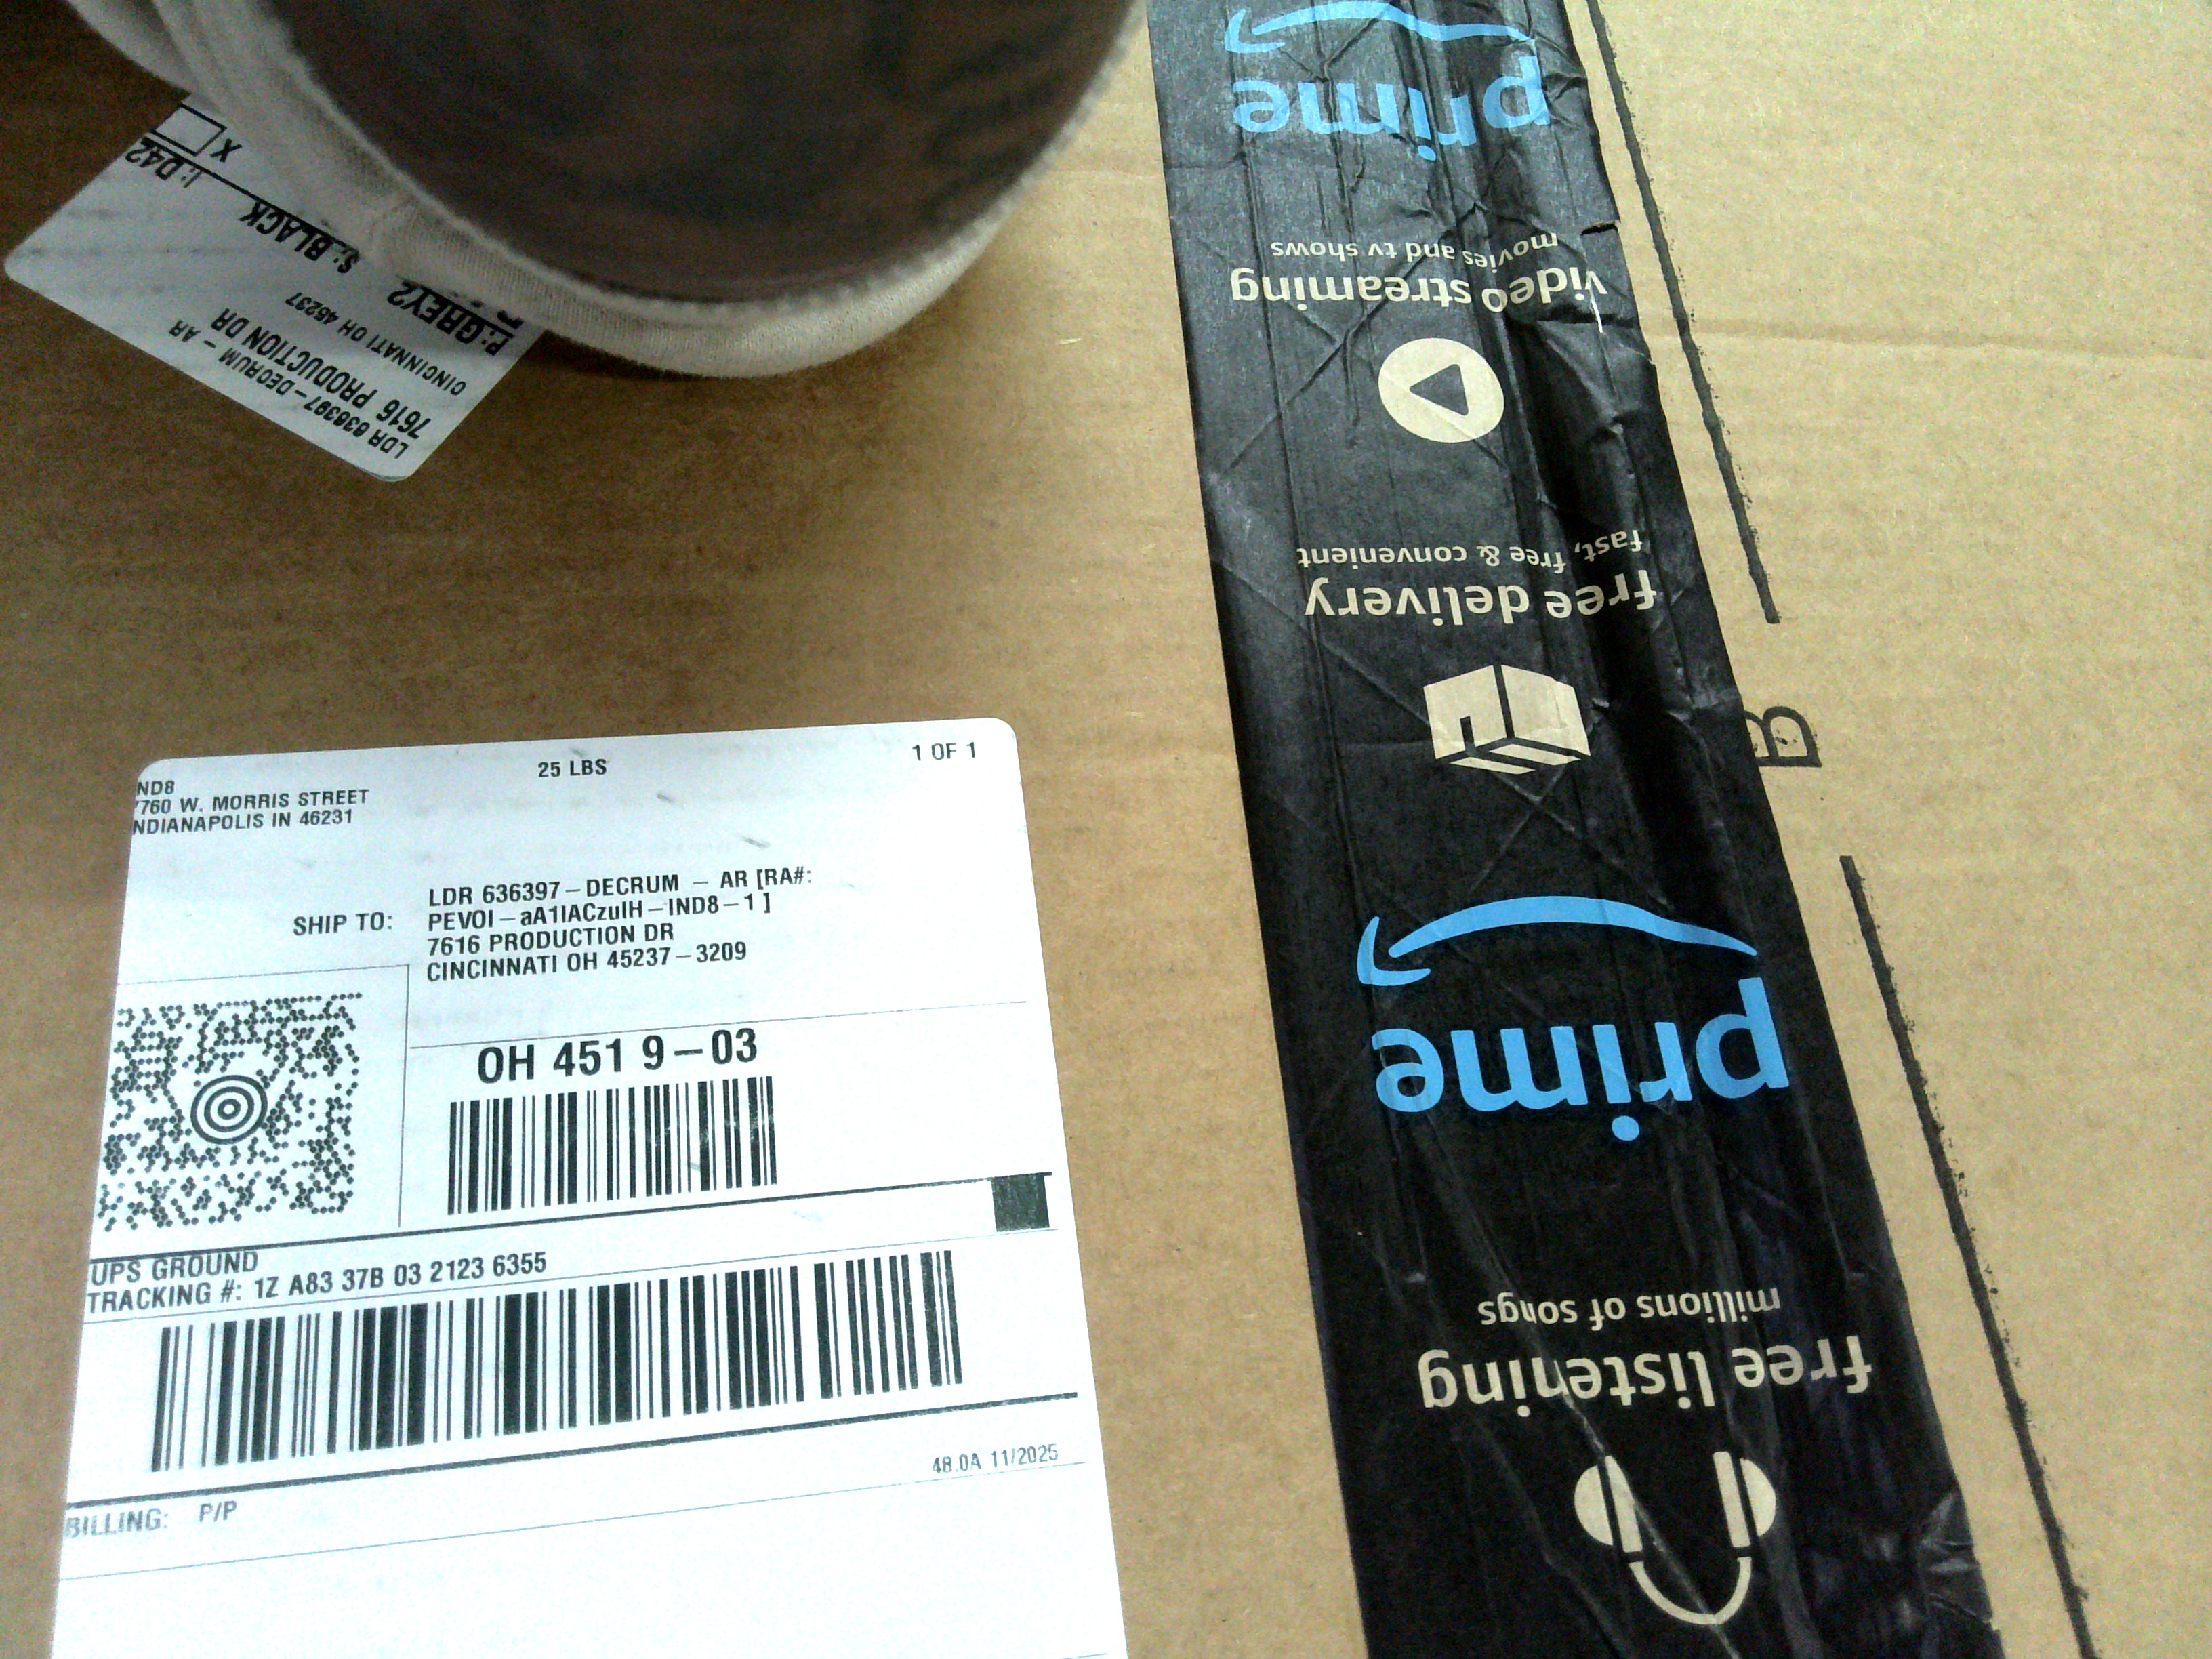 25 LBS
1 OF 1
ND8
760 W. MORRIS STREET
NDIANAPOLIS IN 46231
SHIP TO:
LDR 636397-DECRUM - AR [RA#:
PEVOI-aA1IACzuIH-IND8-1 ]
7616 PRODUCTION DR
CINCINNATI OH 45237-3209
OH 451 9-03
UPS GROUND
TRACKING #: 1Z A83 37B 03 2123 6355
48.0A 11/2025
BILLING: P/P
LDR 636397-DECRUM - AR
7616 PRODUCTION DR
CINCINNATI OH 45237
P: GREY2
S: BLACK
I: D42
X
free listening
millions of songs
prime
free delivery
fast, free & convenient
video streaming
movies and tv shows
prime
B